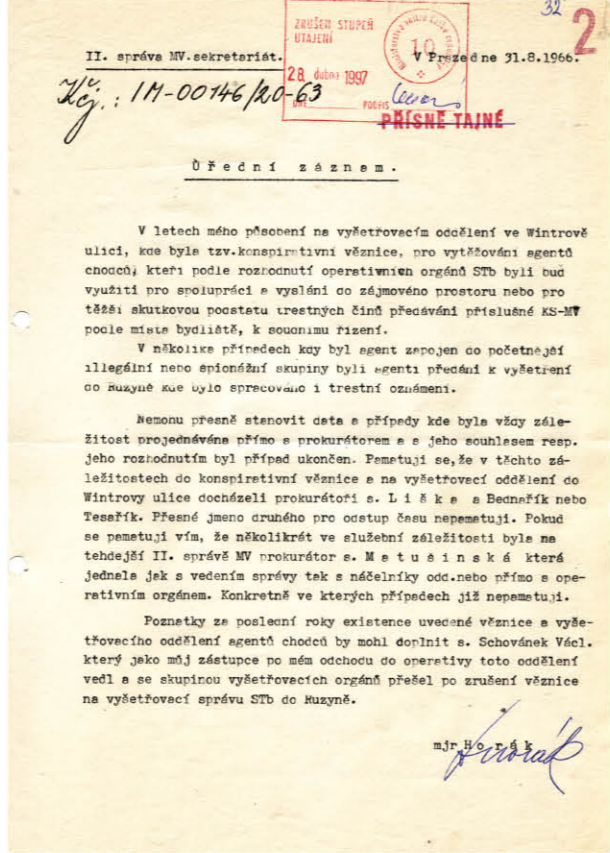 32
2
ZRUŠEN STUPEŇ
UTAJENÍ
10
28. dubna 1997
DNE PODPIS
II. správa MV.sekretariát. V Praze dne 31.8.1966.
K čj.: IM-00146/20-63
PŘÍSNĚ TAJNÉ
Úřední záznam.
V letech mého působení na vyšetřovacím oddělení ve Wintrově
ulici, kde byla tzv.konspirativní věznice, pro vytěžování agentů
chodců, kteří podle rozhodnutí operativních orgánů STb byli buď
využiti pro spolupráci a vysláni do zájmového prostoru nebo pro
těžší skutkovou podstatu trestných činů předáváni příslušné KS-MV
podle místa bydliště, k soudnímu řízení.
V několika případech kdy byl agent zapojen do početnější
illegální nebo špionážní skupiny byli agenti předáni k vyšetření
do Ruzyně kde bylo spracováno i trestní oznámení.
Nemohu přesně stanovit data a případy kde byla vždy zále-
žitost projednávána přímo s prokurátorem a s jeho souhlasem resp.
jeho rozhodnutím byl případ ukončen. Pamatuji se,že v těchto zá-
ležitostech do konspirativní věznice a na vyšetřovací oddělení do
Wintrovy ulice docházeli prokurátoři s. L i š k a a Bednařík nebo
Tesařík. Přesné jmeno druhého pro odstup času nepamatuji. Pokud
se pamatuji vím, že několikrát ve služební záležitosti byla na
tehdejší II. správě MV prokurátor s. M a t u š i n s k á která
jednala jak s vedením správy tak s náčelníky odd.nebo přímo s ope-
rativním orgánem. Konkretně ve kterých případech již nepamatuji.
Poznatky za poslední roky existence uvedené věznice a vyše-
třovacího oddělení agentů chodců by mohl doplnit s. Schovánek Václ.
který jako můj zástupce po mém odchodu do operativy toto oddělení
vedl a se skupinou vyšetřovacích orgánů přešel po zrušení věznice
na vyšetřovací správu STb do Ruzyně.
mjr H o r á k